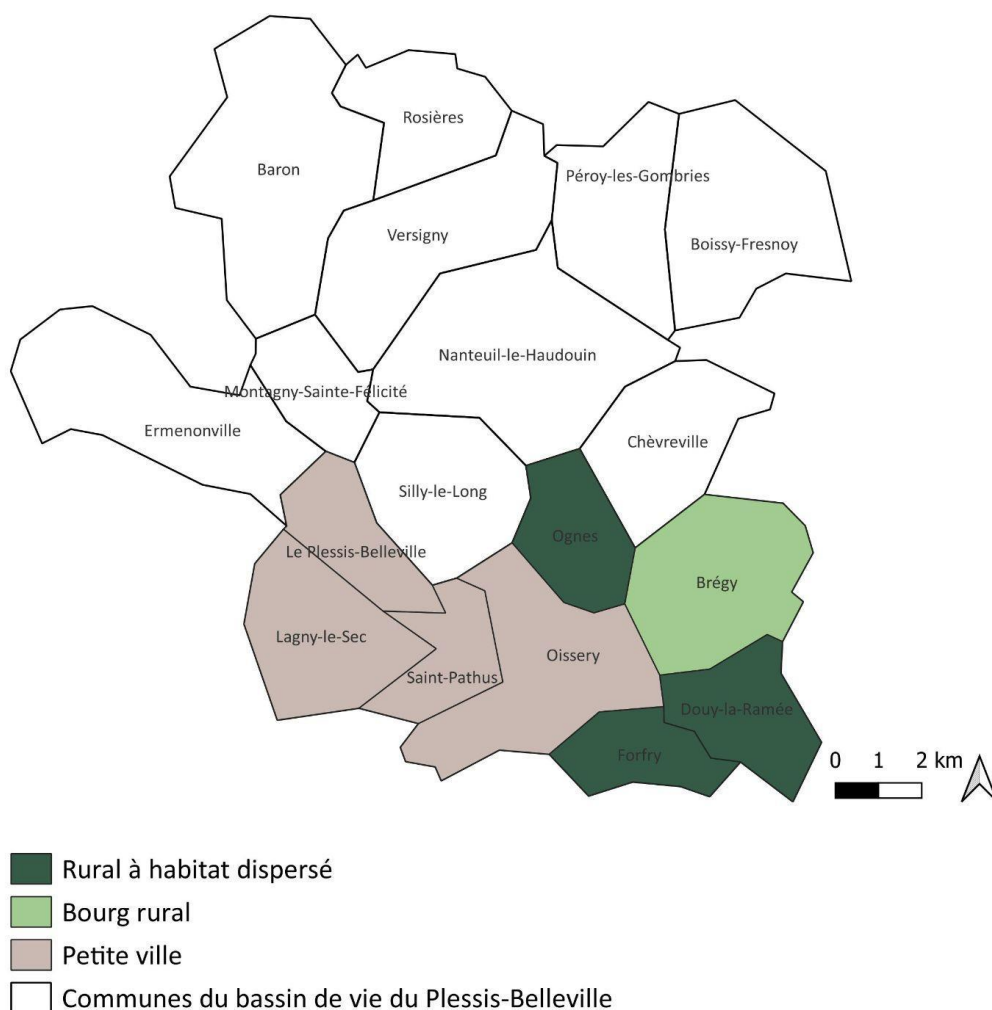 Rosières
Baron
Péroy-les-Gombries
Versigny
Boissy-Fresnoy
Nanteuil-le-Haudouin
Montagny-Sainte-Félicité
Ermenonville
Chèvreville
Silly-le-Long
Ognes
Le Plessis-Belleville
Brégy
Lagny-le-Sec
Oissery
Saint-Pathus
Douy-la-Ramée
Forfry
0 1 2 km
Rural à habitat dispersé
Bourg rural
Petite ville
Communes du bassin de vie du Plessis-Belleville